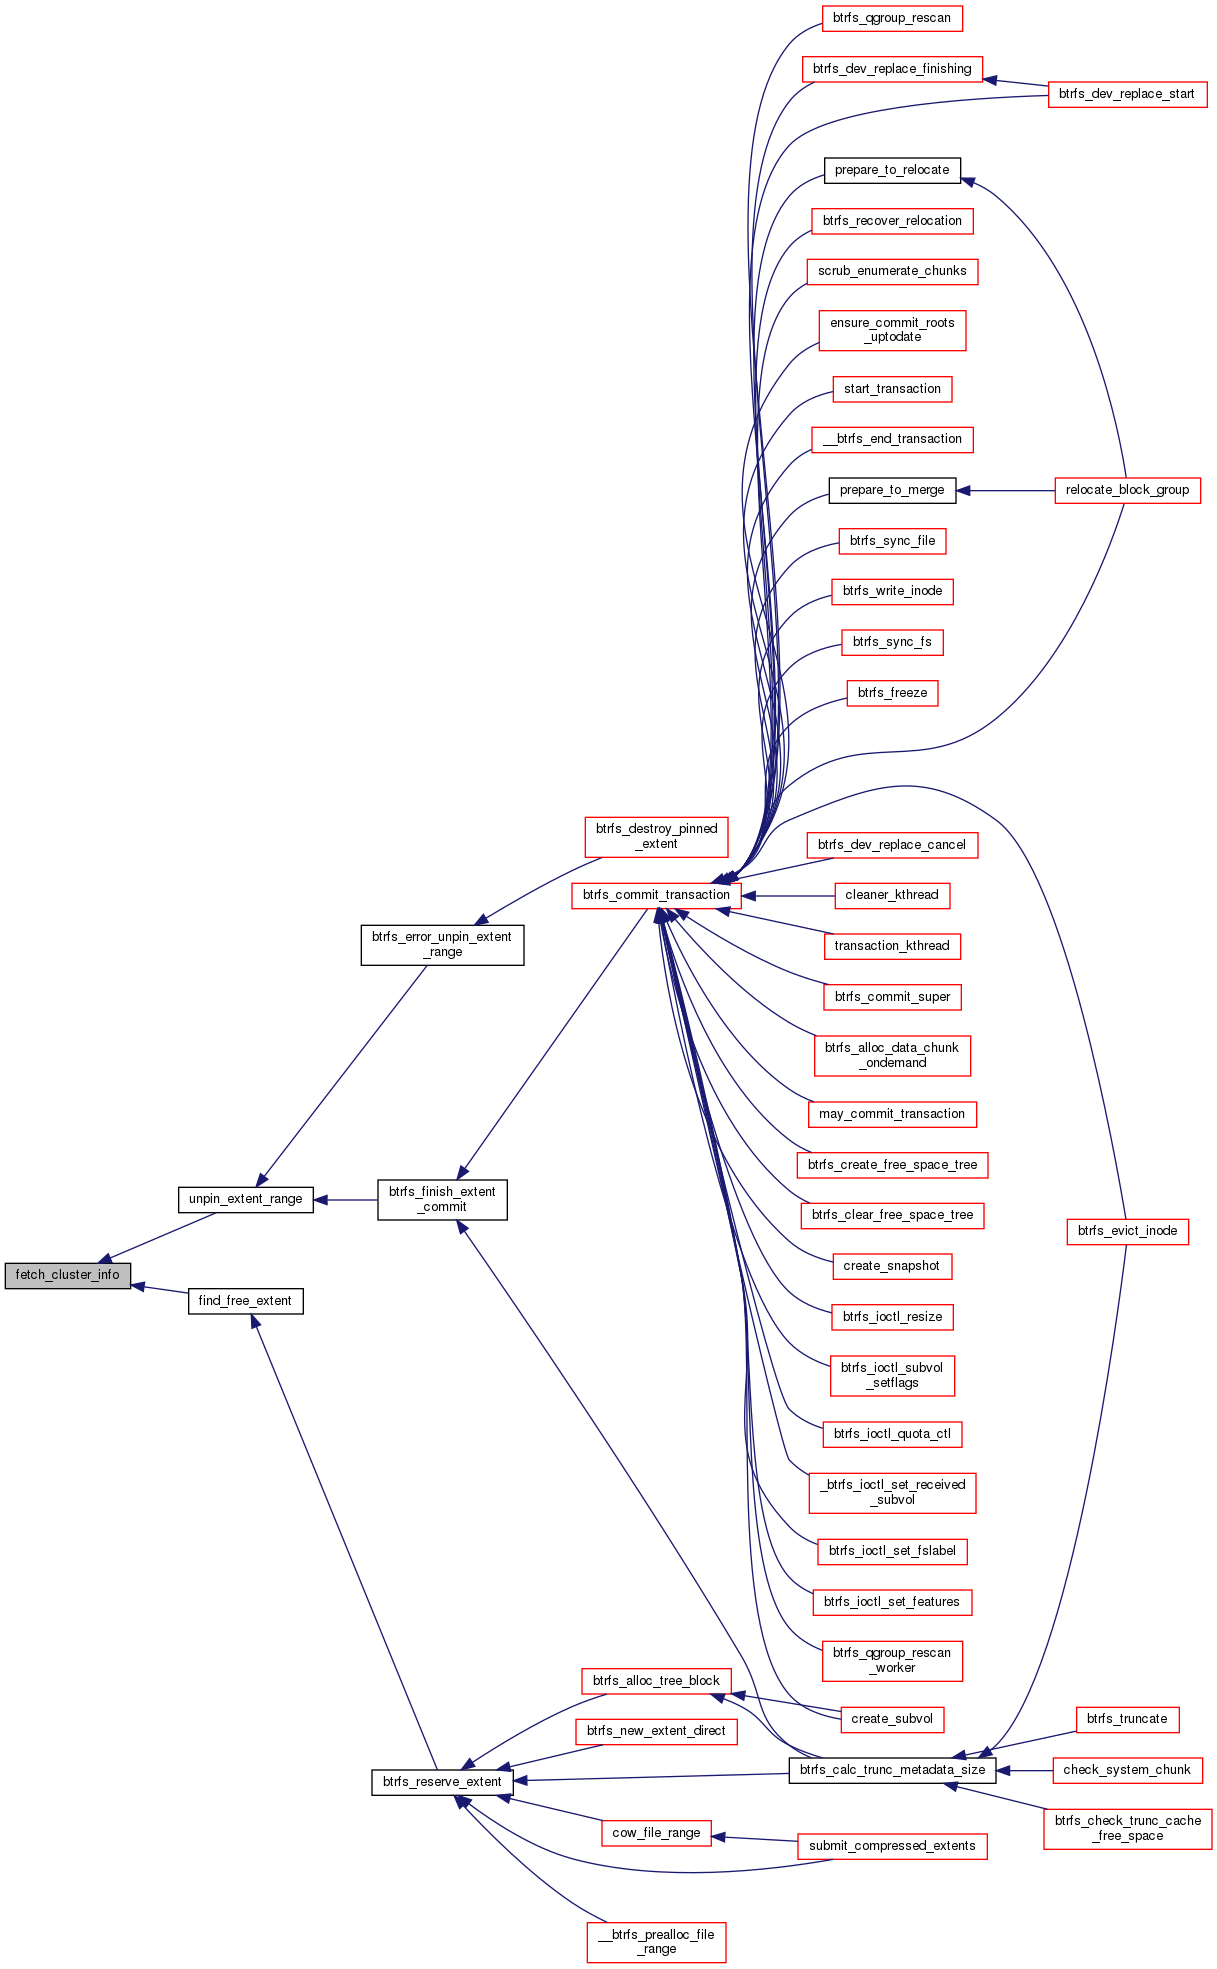 btrfs_qgroup_rescan
btrfs_dev_replace_finishing
btrfs_dev_replace_start
prepare_to_relocate
btrfs_recover_relocation
scrub_enumerate_chunks
ensure_commit_roots
_uptodate
start_transaction
__btrfs_end_transaction
prepare_to_merge
relocate_block_group
btrfs_sync_file
btrfs_write_inode
btrfs_sync_fs
btrfs_freeze
btrfs_destroy_pinned
_extent
btrfs_dev_replace_cancel
btrfs_commit_transaction
cleaner_kthread
btrfs_error_unpin_extent
_range
transaction_kthread
btrfs_commit_super
btrfs_alloc_data_chunk
_ondemand
may_commit_transaction
btrfs_create_free_space_tree
unpin_extent_range
btrfs_finish_extent
_commit
btrfs_clear_free_space_tree
btrfs_evict_inode
create_snapshot
fetch_cluster_info
find_free_extent
btrfs_ioctl_resize
btrfs_ioctl_subvol
_setflags
btrfs_ioctl_quota_ctl
_btrfs_ioctl_set_received
_subvol
btrfs_ioctl_set_fslabel
btrfs_ioctl_set_features
btrfs_qgroup_rescan
_worker
btrfs_alloc_tree_block
create_subvol
btrfs_truncate
btrfs_new_extent_direct
btrfs_calc_trunc_metadata_size
check_system_chunk
btrfs_reserve_extent
btrfs_check_trunc_cache
_free_space
cow_file_range
submit_compressed_extents
__btrfs_prealloc_file
_range